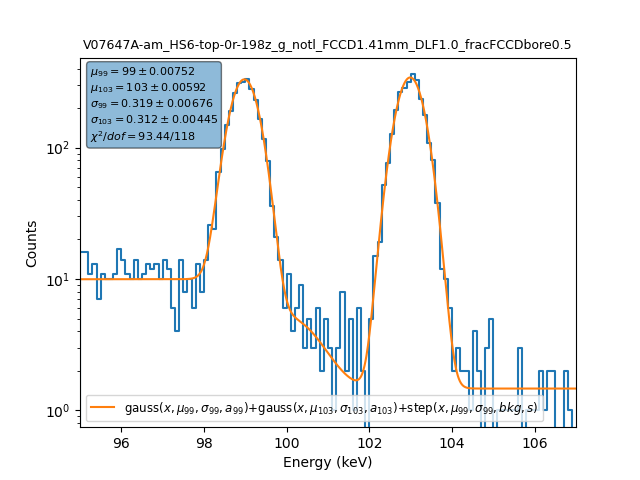 V07647A-am_HS6-top-0r-198z_g_notl_FCCD1.41mm_DLF1.0_fracFCCDbore0.5
μ₉₉ = 99 ± 0.00752
μ₁₀₃ = 103 ± 0.00592
σ₉₉ = 0.319 ± 0.00676
σ₁₀₃ = 0.312 ± 0.00445
χ²/dof = 93.44/118
Counts
10²
10¹
10⁰
gauss(x, μ₉₉, σ₉₉, a₉₉)+gauss(x, μ₁₀₃, σ₁₀₃, a₁₀₃)+step(x, μ₉₉, σ₉₉, bkg, s)
96 98 100 102 104 106
Energy (keV)